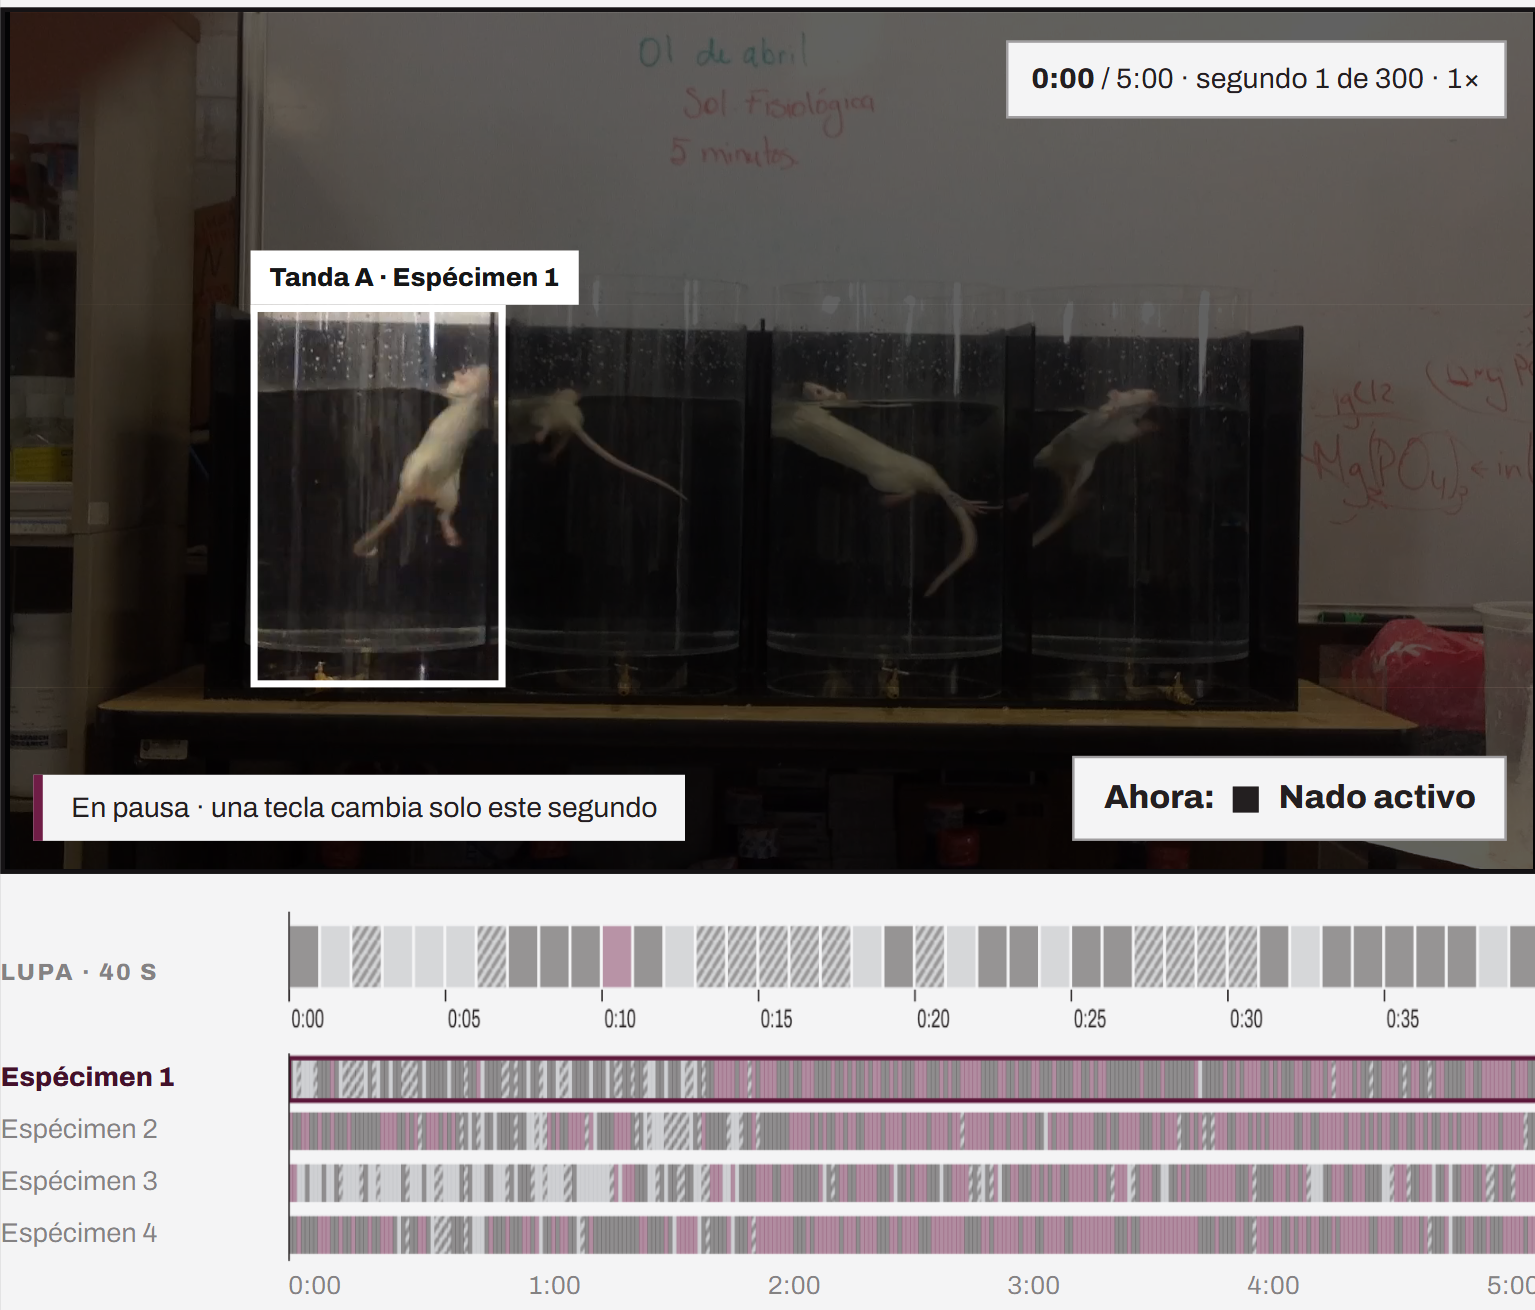 01 de abril
Sol Fisiológica
5 minutos
0:00 / 5:00 · segundo 1 de 300 · 1×
Tanda A · Espécimen 1
En pausa · una tecla cambia solo este segundo
Ahora: Nado activo
LUPA · 40 S
0:00 0:05 0:10 0:15 0:20 0:25 0:30 0:35
Espécimen 1
Espécimen 2
Espécimen 3
Espécimen 4
0:00 1:00 2:00 3:00 4:00 5:00